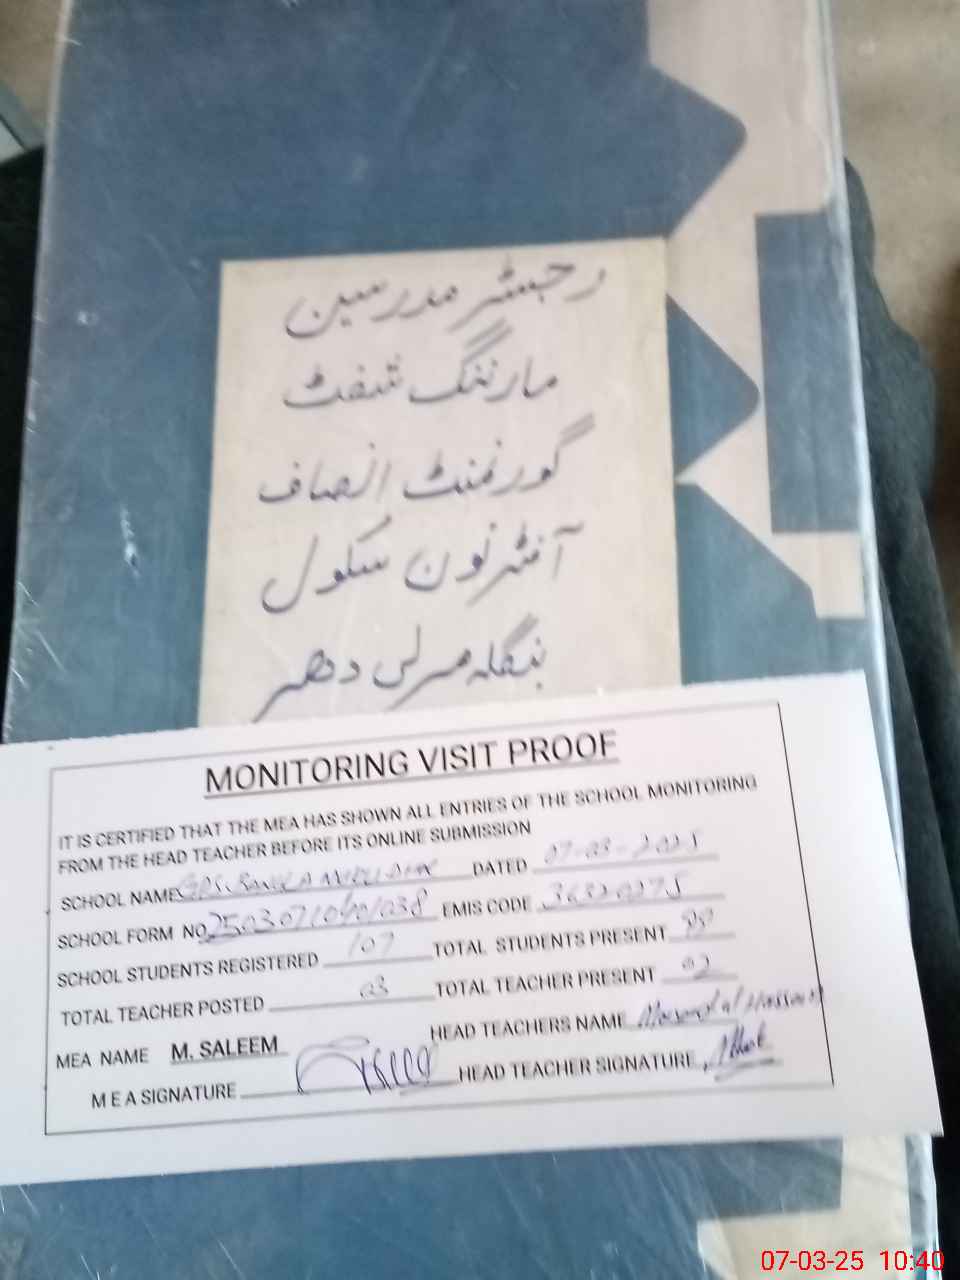 رجسٹر مدرسین
مارننگ شفٹ
گورنمنٹ انصاف
آفٹرنون سکول
بنگلہ مرلی دھر
MONITORING VISIT PROOF
IT IS CERTIFIED THAT THE MEA HAS SHOWN ALL ENTRIES OF THE SCHOOL MONITORING
FROM THE HEAD TEACHER BEFORE ITS ONLINE SUBMISSION
SCHOOL NAME GPS BANGLA DATED 07-03-2025
SCHOOL FORM NO EMIS CODE 36320275
SCHOOL STUDENTS REGISTERED 107 TOTAL STUDENTS PRESENT
TOTAL TEACHER POSTED 03 TOTAL TEACHER PRESENT 02
MEA NAME M. SALEEM HEAD TEACHERS NAME
M E A SIGNATURE HEAD TEACHER SIGNATURE
07-03-25 10:40